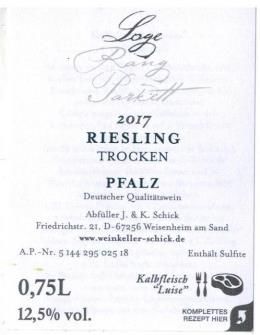 Loge
Rang
Parkett
2017
RIESLING
TROCKEN
PFALZ
Deutscher Qualitätswein
Abfüller J. & K. Schick
Friedrichstr. 21, D-67256 Weisenheim am Sand
www.weinkeller-schick.de
A.P.-Nr. 5 144 295 025 18
Enthält Sulfite
0,75L
12,5% vol.
Kalbfleisch
"Luise"
KOMPLETTES
REZEPT HIER